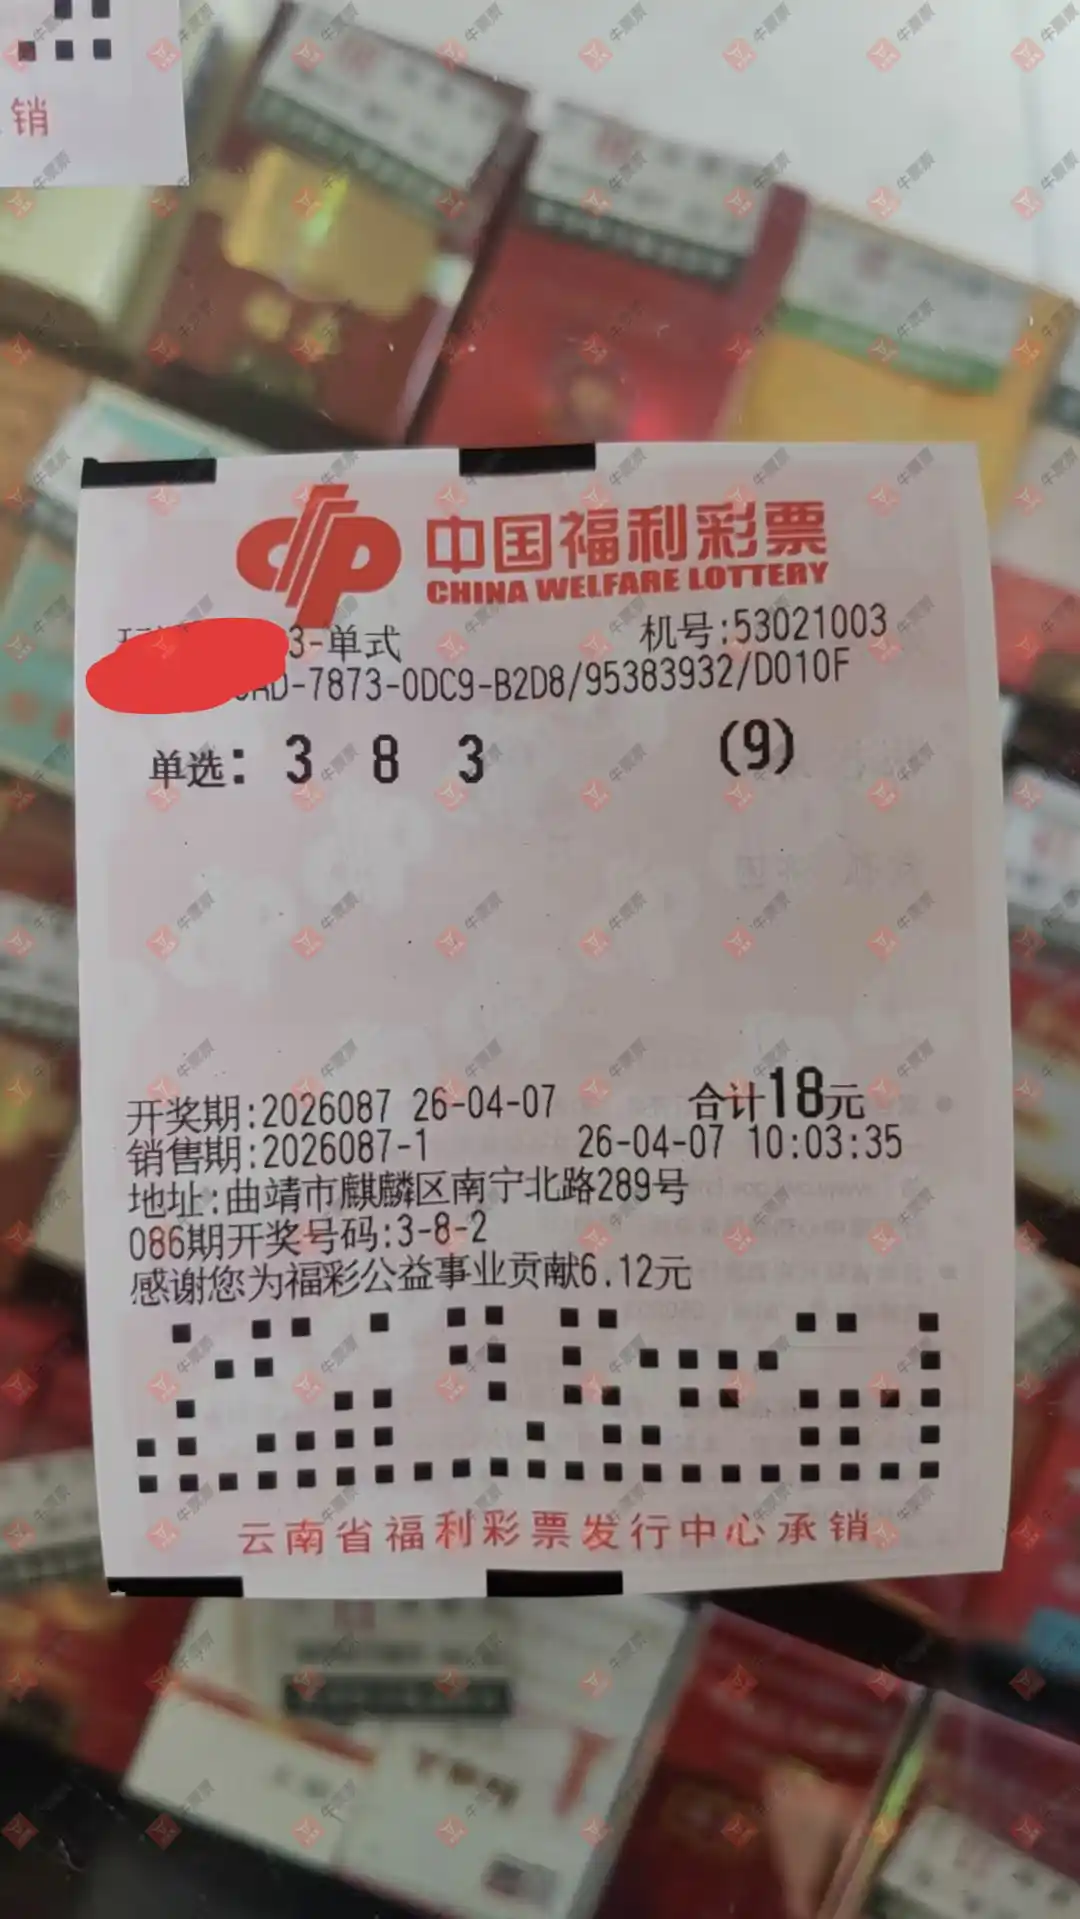 销
中国福利彩票
CHINA WELFARE LOTTERY
3-单式 机号:53021003
AD-7873-0DC9-B2D8/95383932/D010F
单选: 3 8 3 (9)
开奖期:2026087 26-04-07 合计18元
销售期:2026087-1 26-04-07 10:03:35
地址:曲靖市麒麟区南宁北路289号
086期开奖号码:3-8-2
感谢您为福彩公益事业贡献6.12元
云南省福利彩票发行中心承销
牛票票